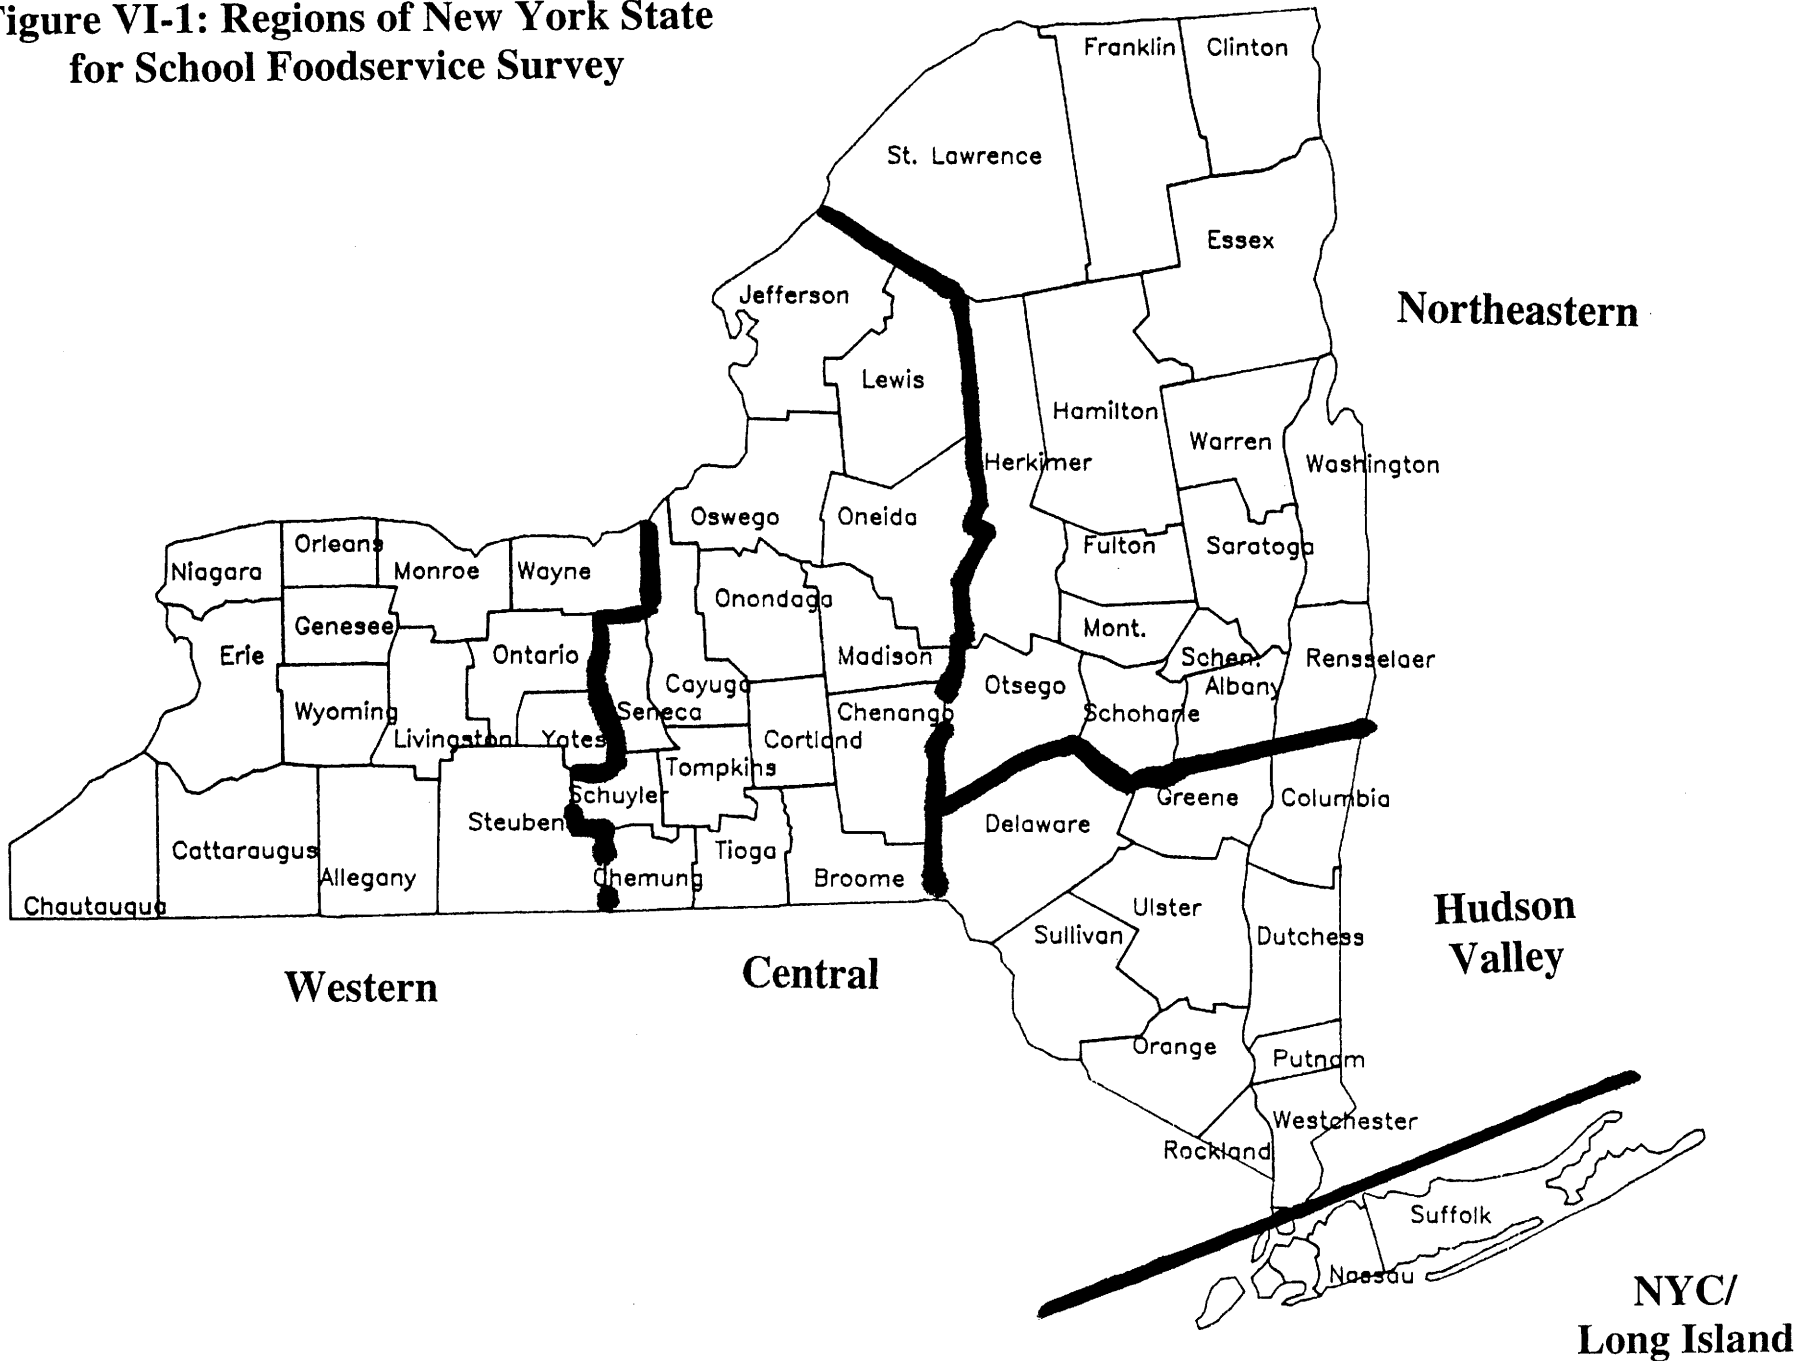 igure VI-1: Regions of New York State
for School Foodservice Survey
Franklin
Clinton
St. Lawrence
Essex
Jefferson
Northeastern
Lewis
Hamilton
Warren
Herkimer
Washington
Oswego
Oneida
Orleans
Fulton
Saratoga
Niagara
Monroe
Wayne
Onondaga
Genesee
Mont.
Erie
Ontario
Madison
Schen.
Rensselaer
Cayuga
Otsego
Albany
Wyoming
Seneca
Chenango
Schoharie
Livingston
Yates
Cortland
Tompkins
Schuyler
Greene
Columbia
Steuben
Delaware
Cattaraugus
Tioga
Allegany
Chemung
Broome
Chautauqua
Ulster
Hudson
Valley
Sullivan
Dutchess
Western
Central
Orange
Putnam
Westchester
Rockland
Suffolk
Nassau
NYC/
Long Island